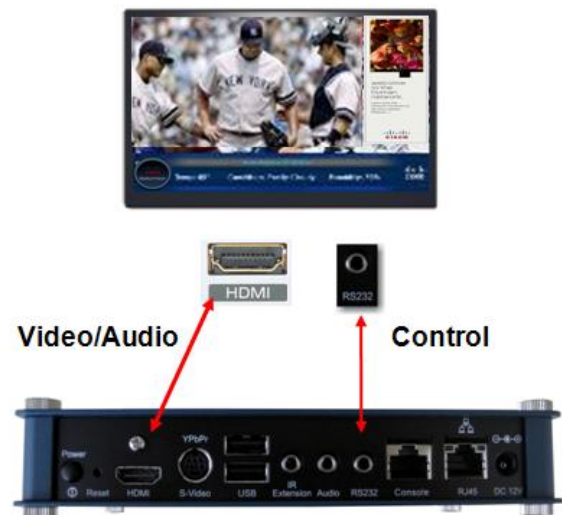 NEW YORK
CISCO
HDMI
RS232
Video/Audio
Control
Power
Reset
HDMI
YPbPr
S-Video
USB
IR
Extension
Audio
RS232
Console
RJ45
DC 12V